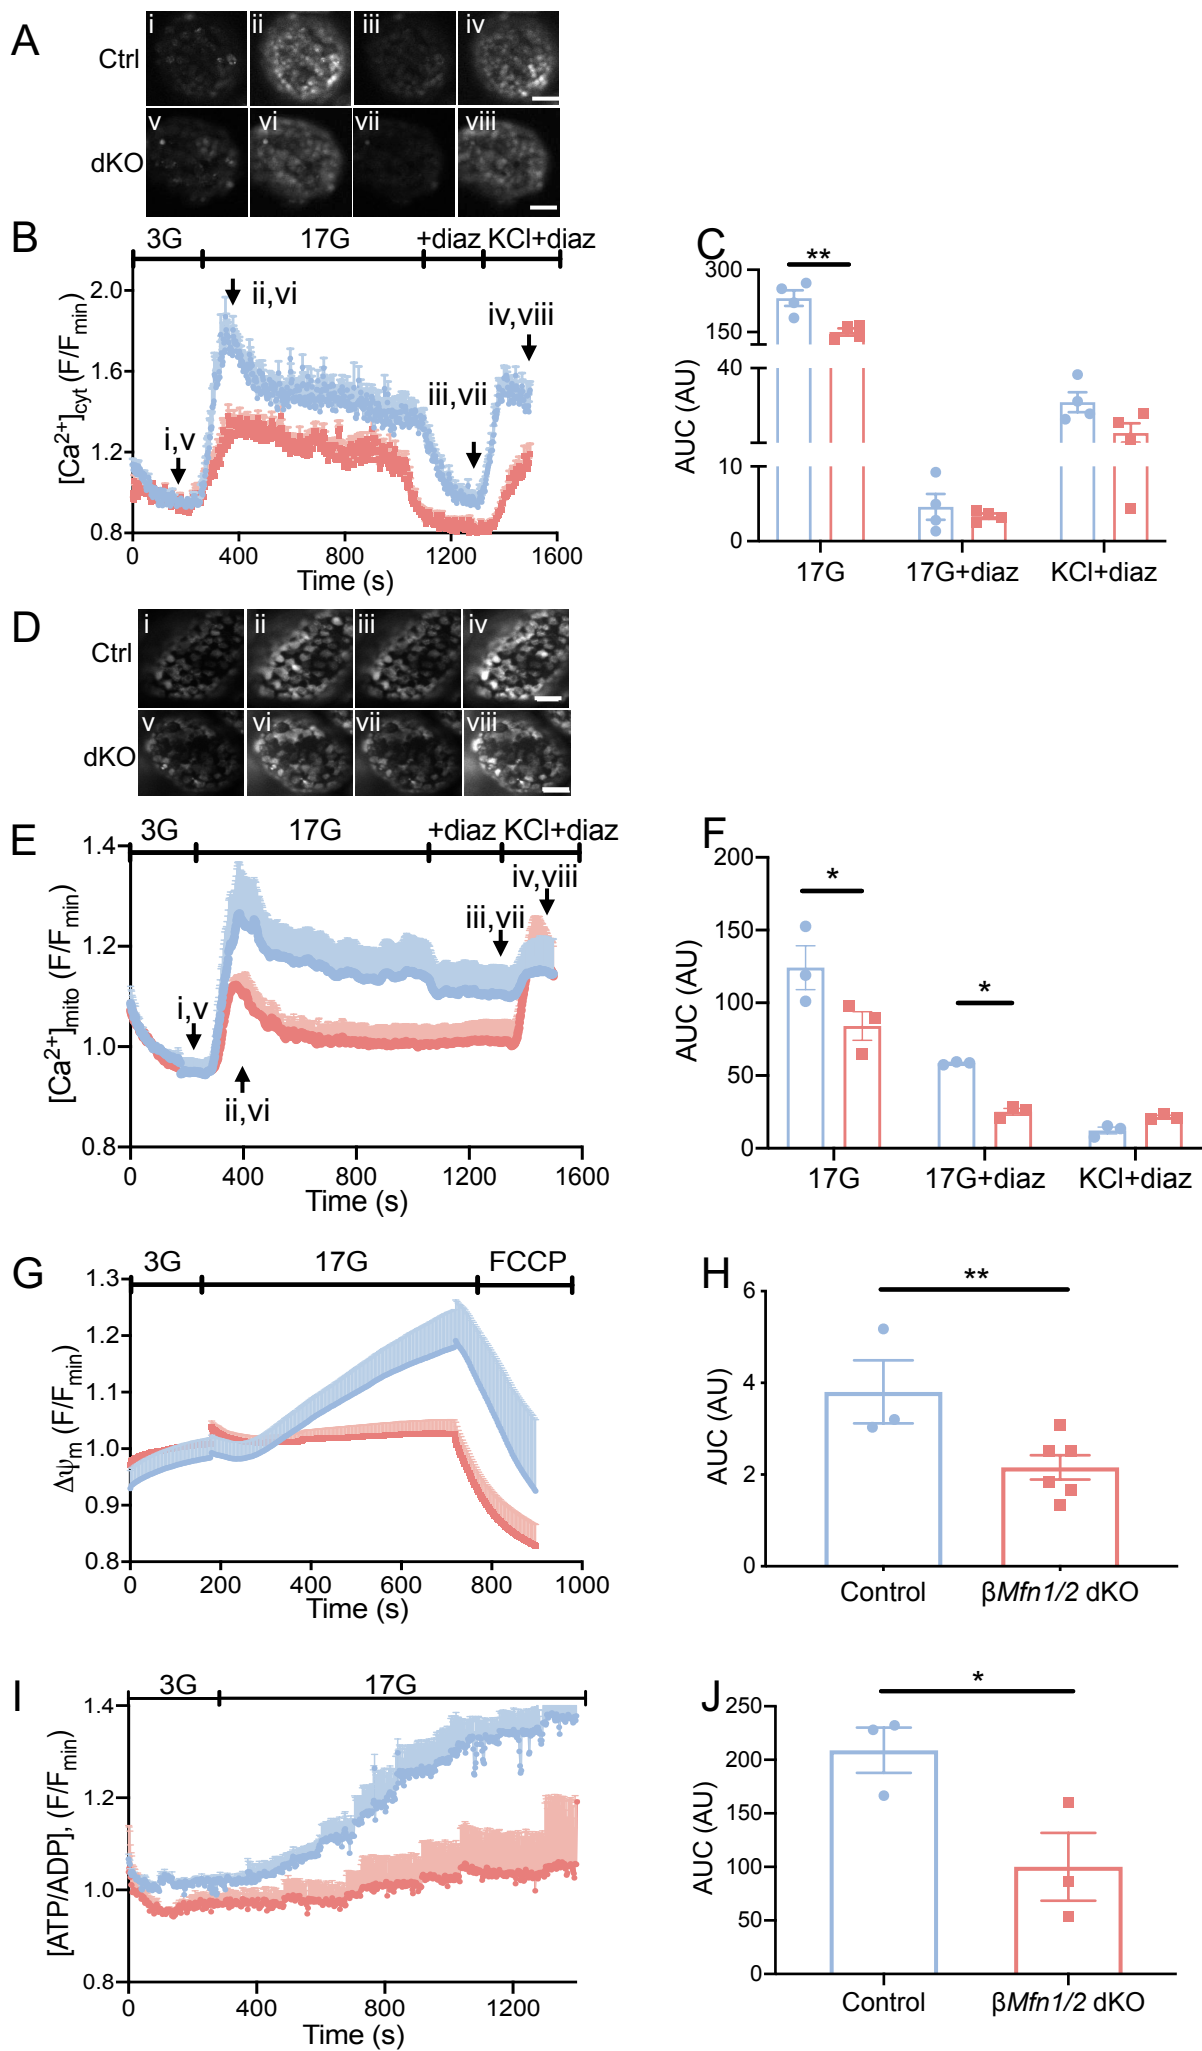 A
Ctrl
i
ii
iii
iv
dKO
v
vi
vii
viii
B
3G
17G
+diaz
KCl+diaz
[Ca2+]cyt (F/Fmin)
2.0
1.6
1.2
0.8
i,v
ii,vi
iii,vii
iv,viii
0
400
800
1200
1600
Time (s)
C
**
AUC (AU)
300
150
40
10
0
17G
17G+diaz
KCl+diaz
D
Ctrl
i
ii
iii
iv
dKO
v
vi
vii
viii
E
3G
17G
+diaz
KCl+diaz
[Ca2+]mito (F/Fmin)
1.4
1.2
1.0
0.8
i,v
ii,vi
iii,vii
iv,viii
0
400
800
1200
1600
Time (s)
F
*
*
AUC (AU)
200
150
100
50
0
17G
17G+diaz
KCl+diaz
G
3G
17G
FCCP
Δψm (F/Fmin)
1.3
1.2
1.1
1.0
0.9
0.8
0
200
400
600
800
1000
Time (s)
H
**
AUC (AU)
6
4
2
0
Control
βMfn1/2 dKO
I
3G
17G
[ATP/ADP], (F/Fmin)
1.4
1.2
1.0
0.8
0
400
800
1200
Time (s)
J
*
AUC (AU)
250
200
150
100
50
0
Control
βMfn1/2 dKO